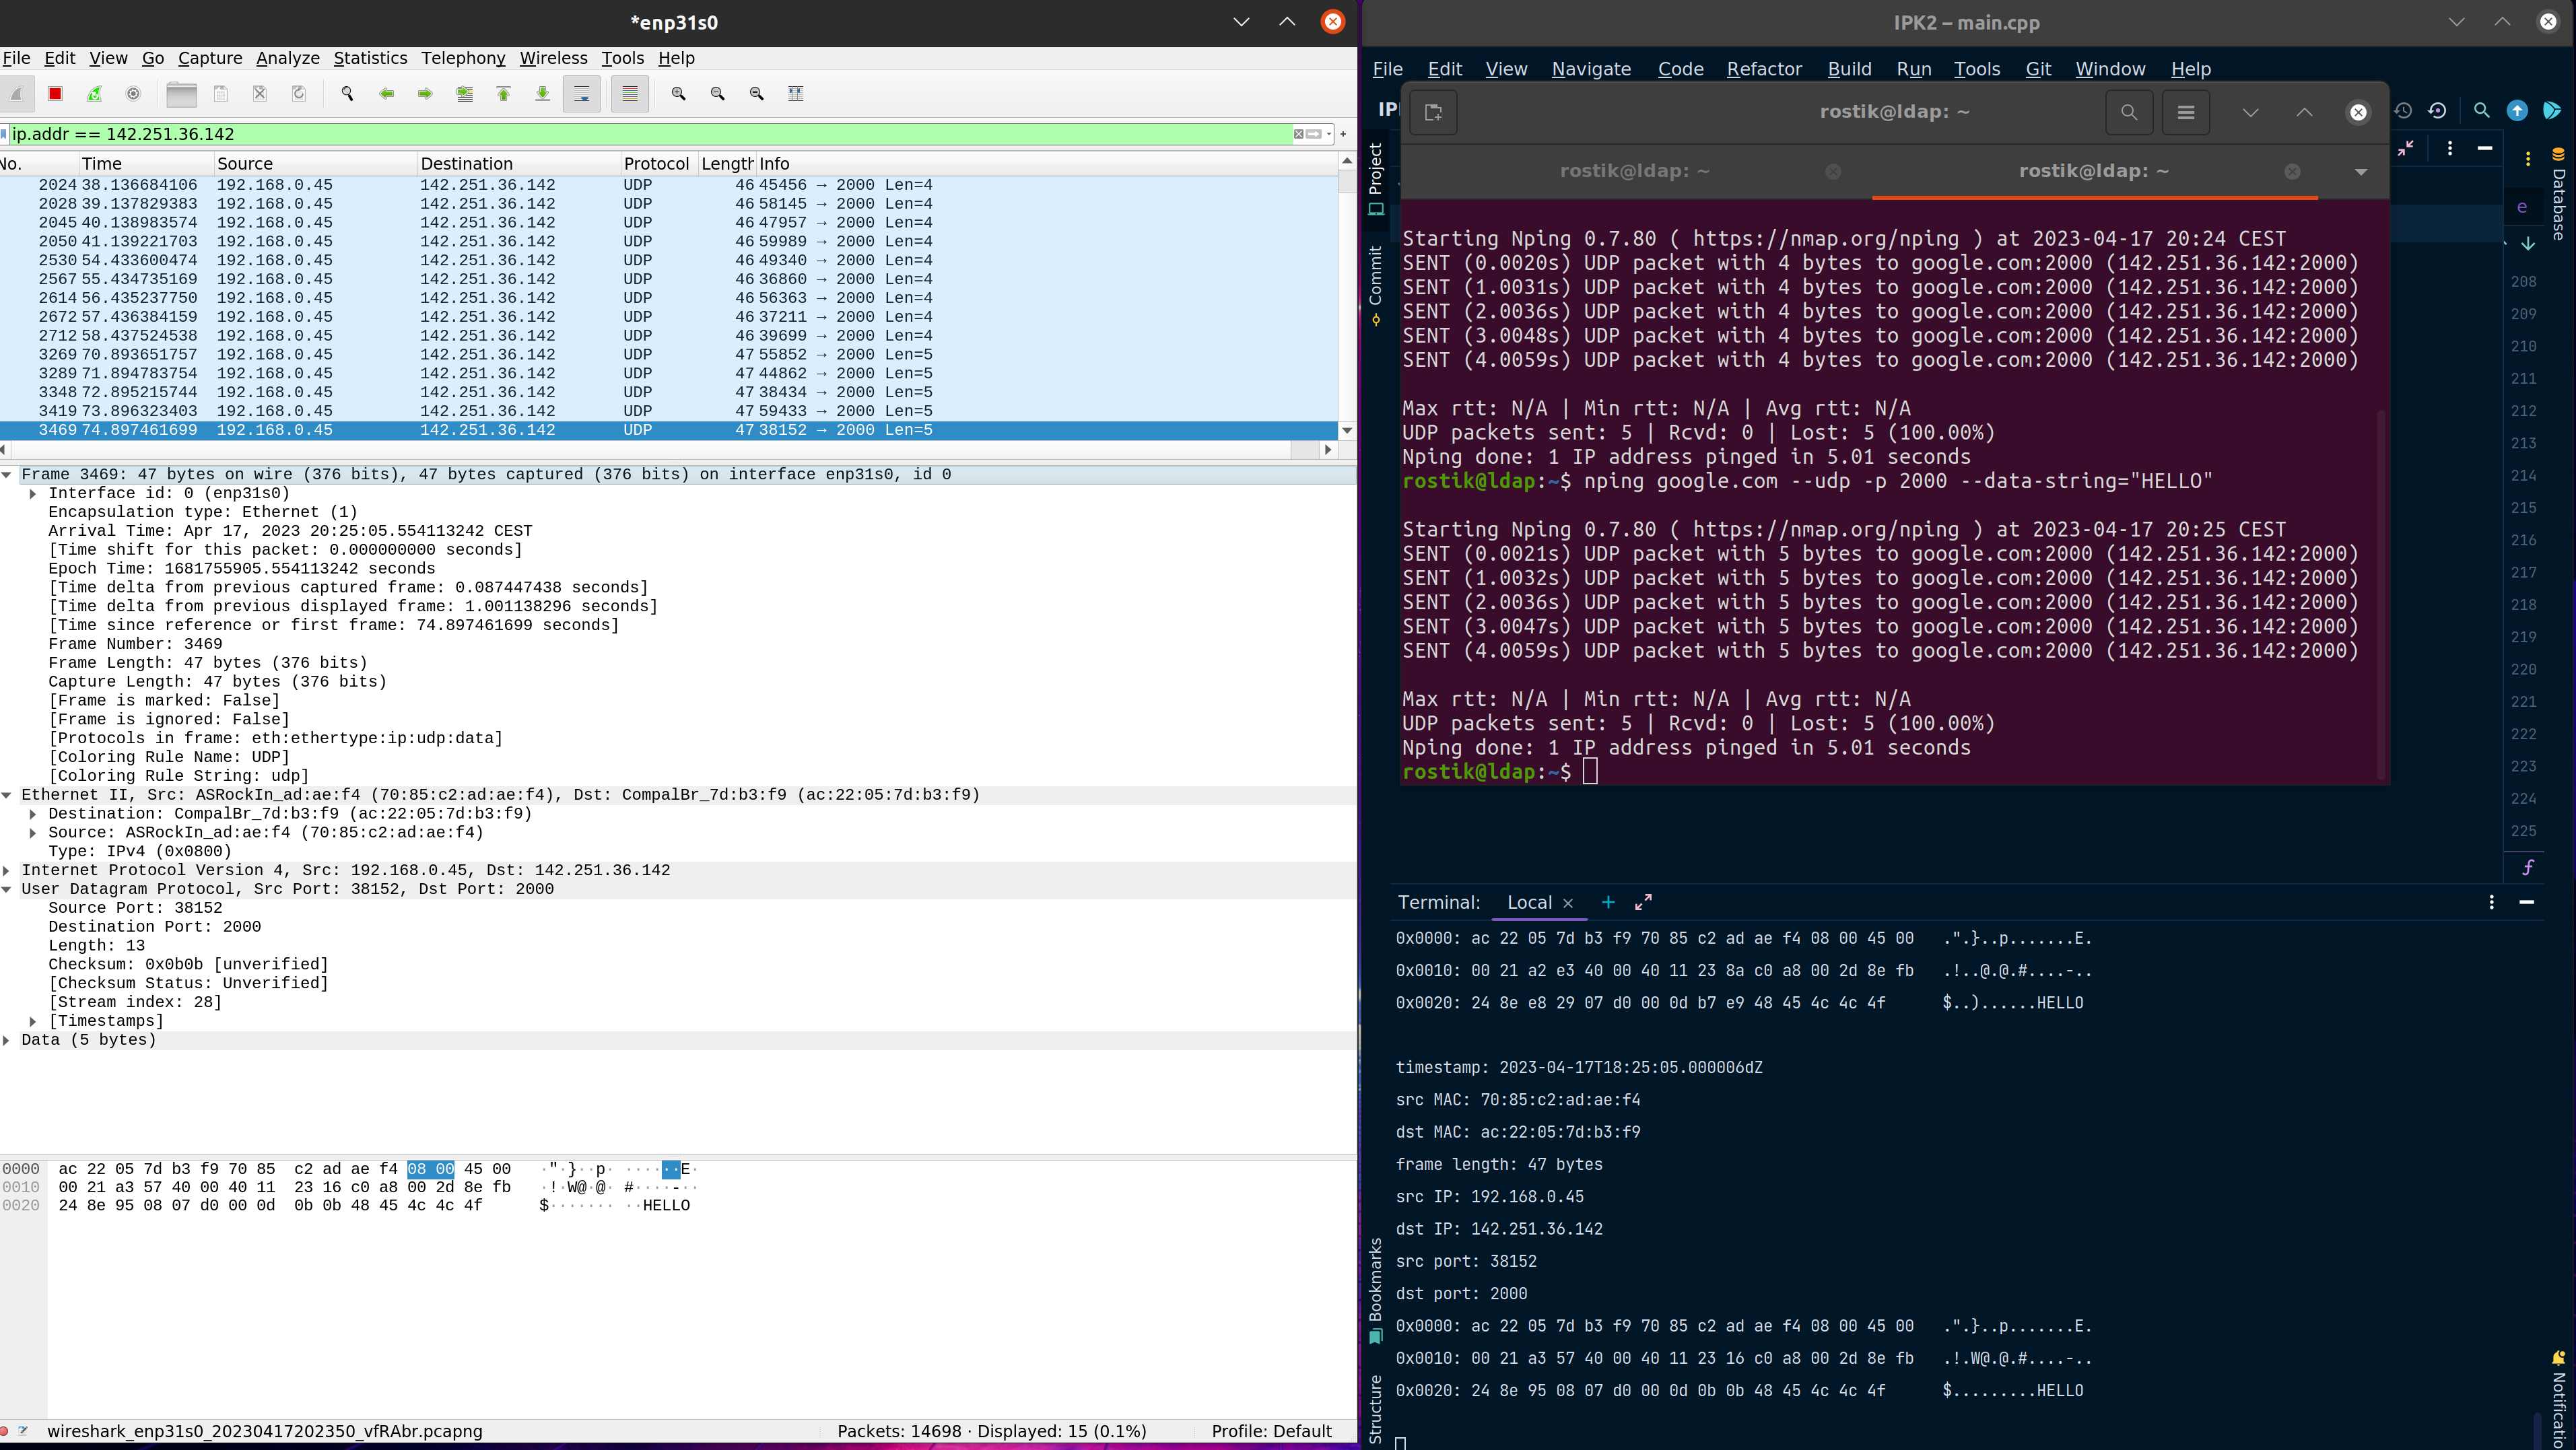 *enp31s0
File Edit View Go Capture Analyze Statistics Telephony Wireless Tools Help
ip.addr == 142.251.36.142
No. Time Source Destination Protocol Length Info
2024 38.136684106 192.168.0.45 142.251.36.142 UDP 46 45456 → 2000 Len=4
2028 39.137829383 192.168.0.45 142.251.36.142 UDP 46 58145 → 2000 Len=4
2045 40.138983574 192.168.0.45 142.251.36.142 UDP 46 47957 → 2000 Len=4
2050 41.139221703 192.168.0.45 142.251.36.142 UDP 46 59989 → 2000 Len=4
2530 54.433600474 192.168.0.45 142.251.36.142 UDP 46 49340 → 2000 Len=4
2567 55.434735169 192.168.0.45 142.251.36.142 UDP 46 36860 → 2000 Len=4
2614 56.435237750 192.168.0.45 142.251.36.142 UDP 46 56363 → 2000 Len=4
2672 57.436384159 192.168.0.45 142.251.36.142 UDP 46 37211 → 2000 Len=4
2712 58.437524538 192.168.0.45 142.251.36.142 UDP 46 39699 → 2000 Len=4
3269 70.893651757 192.168.0.45 142.251.36.142 UDP 47 55852 → 2000 Len=5
3289 71.894783754 192.168.0.45 142.251.36.142 UDP 47 44862 → 2000 Len=5
3348 72.895215744 192.168.0.45 142.251.36.142 UDP 47 38434 → 2000 Len=5
3419 73.896323403 192.168.0.45 142.251.36.142 UDP 47 59433 → 2000 Len=5
3469 74.897461699 192.168.0.45 142.251.36.142 UDP 47 38152 → 2000 Len=5
Frame 3469: 47 bytes on wire (376 bits), 47 bytes captured (376 bits) on interface enp31s0, id 0
Interface id: 0 (enp31s0)
Encapsulation type: Ethernet (1)
Arrival Time: Apr 17, 2023 20:25:05.554113242 CEST
[Time shift for this packet: 0.000000000 seconds]
Epoch Time: 1681755905.554113242 seconds
[Time delta from previous captured frame: 0.087447438 seconds]
[Time delta from previous displayed frame: 1.001138296 seconds]
[Time since reference or first frame: 74.897461699 seconds]
Frame Number: 3469
Frame Length: 47 bytes (376 bits)
Capture Length: 47 bytes (376 bits)
[Frame is marked: False]
[Frame is ignored: False]
[Protocols in frame: eth:ethertype:ip:udp:data]
[Coloring Rule Name: UDP]
[Coloring Rule String: udp]
Ethernet II, Src: ASRockIn_ad:ae:f4 (70:85:c2:ad:ae:f4), Dst: CompalBr_7d:b3:f9 (ac:22:05:7d:b3:f9)
Destination: CompalBr_7d:b3:f9 (ac:22:05:7d:b3:f9)
Source: ASRockIn_ad:ae:f4 (70:85:c2:ad:ae:f4)
Type: IPv4 (0x0800)
Internet Protocol Version 4, Src: 192.168.0.45, Dst: 142.251.36.142
User Datagram Protocol, Src Port: 38152, Dst Port: 2000
Source Port: 38152
Destination Port: 2000
Length: 13
Checksum: 0x0b0b [unverified]
[Checksum Status: Unverified]
[Stream index: 28]
[Timestamps]
Data (5 bytes)
0000 ac 22 05 7d b3 f9 70 85 c2 ad ae f4 08 00 45 00 ·"·}··p· ······E·
0010 00 21 a3 57 40 00 40 11 23 16 c0 a8 00 2d 8e fb ·!·W@·@· #····-··
0020 24 8e 95 08 07 d0 00 0d 0b 0b 48 45 4c 4c 4f $······· ··HELLO
wireshark_enp31s0_20230417202350_vfRAbr.pcapng
Packets: 14698 · Displayed: 15 (0.1%)
Profile: Default
IPK2 – main.cpp
File Edit View Navigate Code Refactor Build Run Tools Git Window Help
IP
Project
Commit
Bookmarks
Structure
Database
Notificatio
rostik@ldap: ~
rostik@ldap: ~
rostik@ldap: ~
Starting Nping 0.7.80 ( https://nmap.org/nping ) at 2023-04-17 20:24 CEST
SENT (0.0020s) UDP packet with 4 bytes to google.com:2000 (142.251.36.142:2000)
SENT (1.0031s) UDP packet with 4 bytes to google.com:2000 (142.251.36.142:2000)
SENT (2.0036s) UDP packet with 4 bytes to google.com:2000 (142.251.36.142:2000)
SENT (3.0048s) UDP packet with 4 bytes to google.com:2000 (142.251.36.142:2000)
SENT (4.0059s) UDP packet with 4 bytes to google.com:2000 (142.251.36.142:2000)
Max rtt: N/A | Min rtt: N/A | Avg rtt: N/A
UDP packets sent: 5 | Rcvd: 0 | Lost: 5 (100.00%)
Nping done: 1 IP address pinged in 5.01 seconds
rostik@ldap:~$ nping google.com --udp -p 2000 --data-string="HELLO"
Starting Nping 0.7.80 ( https://nmap.org/nping ) at 2023-04-17 20:25 CEST
SENT (0.0021s) UDP packet with 5 bytes to google.com:2000 (142.251.36.142:2000)
SENT (1.0032s) UDP packet with 5 bytes to google.com:2000 (142.251.36.142:2000)
SENT (2.0036s) UDP packet with 5 bytes to google.com:2000 (142.251.36.142:2000)
SENT (3.0047s) UDP packet with 5 bytes to google.com:2000 (142.251.36.142:2000)
SENT (4.0059s) UDP packet with 5 bytes to google.com:2000 (142.251.36.142:2000)
Max rtt: N/A | Min rtt: N/A | Avg rtt: N/A
UDP packets sent: 5 | Rcvd: 0 | Lost: 5 (100.00%)
Nping done: 1 IP address pinged in 5.01 seconds
rostik@ldap:~$
e
208
209
210
211
212
213
214
215
216
217
218
219
220
221
222
223
224
225
f
Terminal: Local
0x0000: ac 22 05 7d b3 f9 70 85 c2 ad ae f4 08 00 45 00 .".}..p.......E.
0x0010: 00 21 a2 e3 40 00 40 11 23 8a c0 a8 00 2d 8e fb .!..@.@.#....-..
0x0020: 24 8e e8 29 07 d0 00 0d b7 e9 48 45 4c 4c 4f $..)......HELLO
timestamp: 2023-04-17T18:25:05.000006dZ
src MAC: 70:85:c2:ad:ae:f4
dst MAC: ac:22:05:7d:b3:f9
frame length: 47 bytes
src IP: 192.168.0.45
dst IP: 142.251.36.142
src port: 38152
dst port: 2000
0x0000: ac 22 05 7d b3 f9 70 85 c2 ad ae f4 08 00 45 00 .".}..p.......E.
0x0010: 00 21 a3 57 40 00 40 11 23 16 c0 a8 00 2d 8e fb .!.W@.@.#....-..
0x0020: 24 8e 95 08 07 d0 00 0d 0b 0b 48 45 4c 4c 4f $.........HELLO